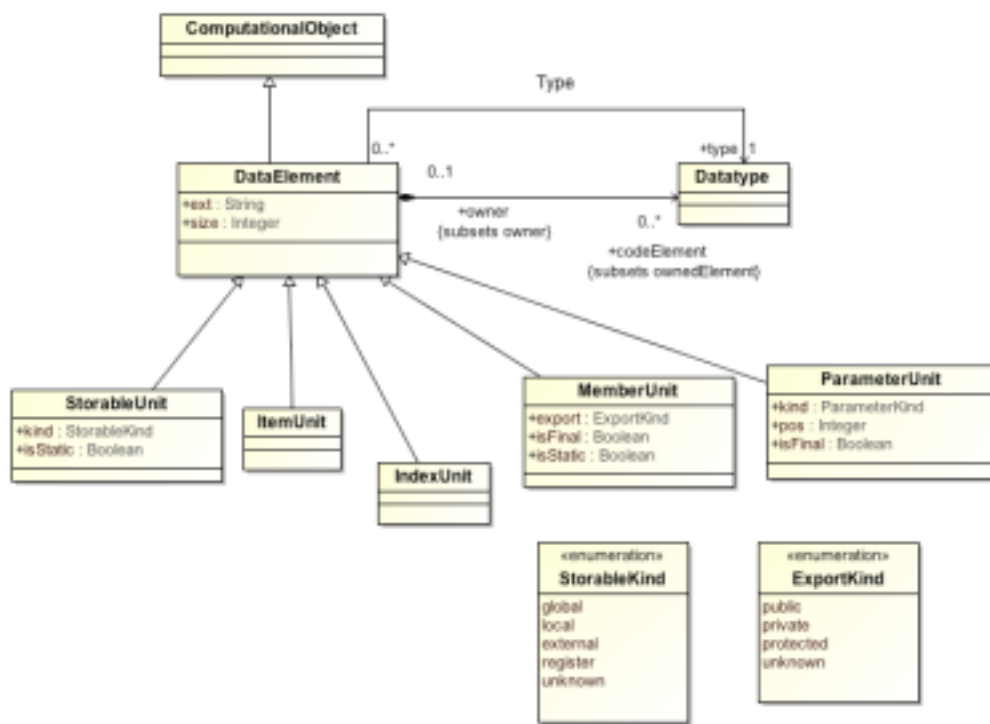 ComputationalObject
Type
0..*
+type 1
DataElement
+ext : String
+size : Integer
0..1
+owner
{subsets owner}
Datatype
0..*
+codeElement
{subsets ownedElement}
StorableUnit
+kind : StorableKind
+isStatic : Boolean
ItemUnit
IndexUnit
MemberUnit
+export : ExportKind
+isFinal : Boolean
+isStatic : Boolean
ParameterUnit
+kind : ParameterKind
+pos : Integer
+isFinal : Boolean
«enumeration»
StorableKind
global
local
external
register
unknown
«enumeration»
ExportKind
public
private
protected
unknown